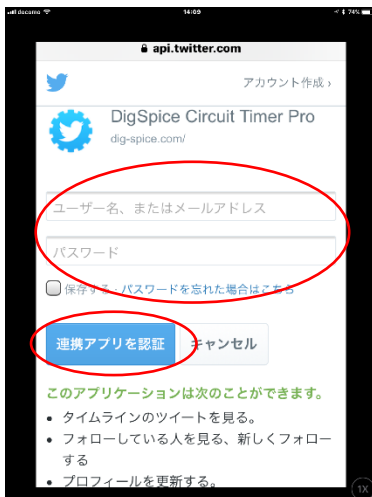 docomo 14:09 74%
api.twitter.com
アカウント作成 ›
DigSpice Circuit Timer Pro
dig-spice.com/
ユーザー名、またはメールアドレス
パスワード
保存する · パスワードを忘れた場合はこちら
連携アプリを認証 キャンセル
このアプリケーションは次のことができます。
• タイムラインのツイートを見る。
• フォローしている人を見る、新しくフォロー
する
• プロフィールを更新する。
1X